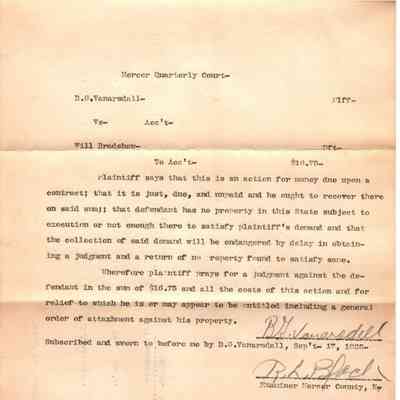 Mercer Quarterly Court-
B.G.Vanarsdall- Plff-
Vs- Acc't-
Will Bradshaw- Dft-
To Acc't- $16.75-
Plaintiff says that this is an action for money due upon a
contract; that it is just, due, and unpaid and he ought to recover there
on said sum;: that defendant has no property in this State subject to
execution or not enough there to satisfy plaintiff's demand and that
the collection of said demand will be endangered by delay in obtain-
ing a judgment and a return of no property found to satisfy same.
Wherefore plaintiff prays for a judgment against the de-
fendant in the sum of $16.75 and all the costs of this action and for
relief to which he is or may appear to be entitled including a general
order of attachment against his property.
B.G. Vanarsdall
Subscribed and sworn to before me by B.G.Vanarsdall, Sep't- 17,
R. L. Black
Examiner Mercer County, Ky